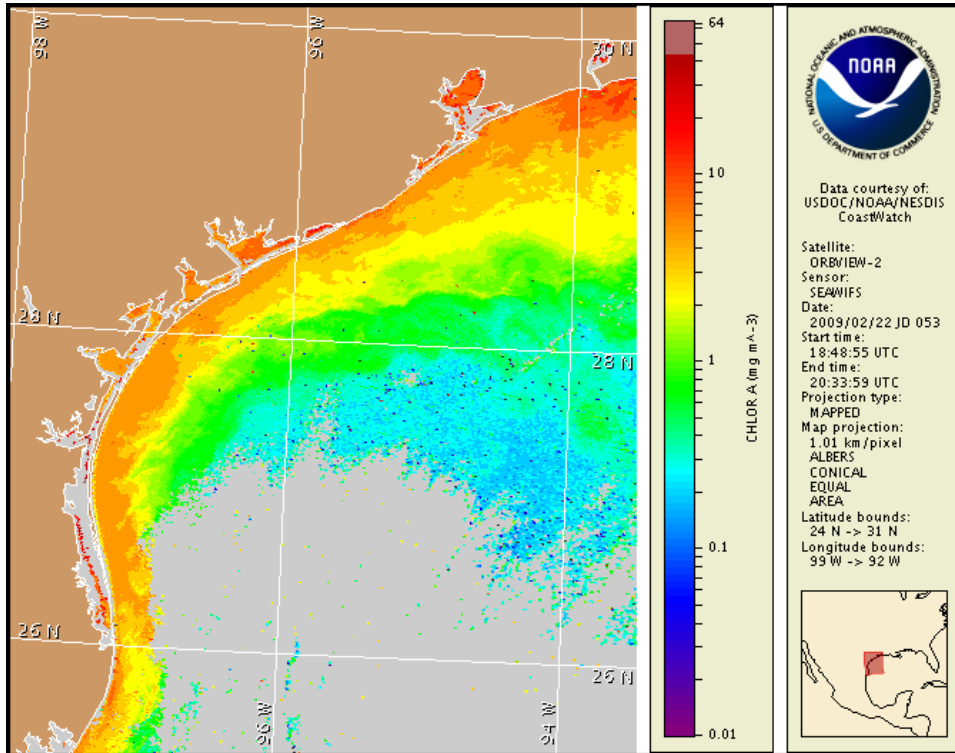 98 W
96 W
30 N
28 N
28 N
26 N
26 N
96 W
94 W
64
10
1
0.1
0.01
CHLOR A (mg m^-3)
NATIONAL OCEANIC AND ATMOSPHERIC ADMINISTRATION
NOAA
U.S. DEPARTMENT OF COMMERCE
Data courtesy of:
USDOC/NOAA/NESDIS
CoastWatch
Satellite:
ORBVIEW-2
Sensor:
SEAWIFS
Date:
2009/02/22 JD 053
Start time:
18:48:55 UTC
End time:
20:33:59 UTC
Projection type:
MAPPED
Map projection:
1.01 km/pixel
ALBERS
CONICAL
EQUAL
AREA
Latitude bounds:
24 N -> 31 N
Longitude bounds:
99 W -> 92 W